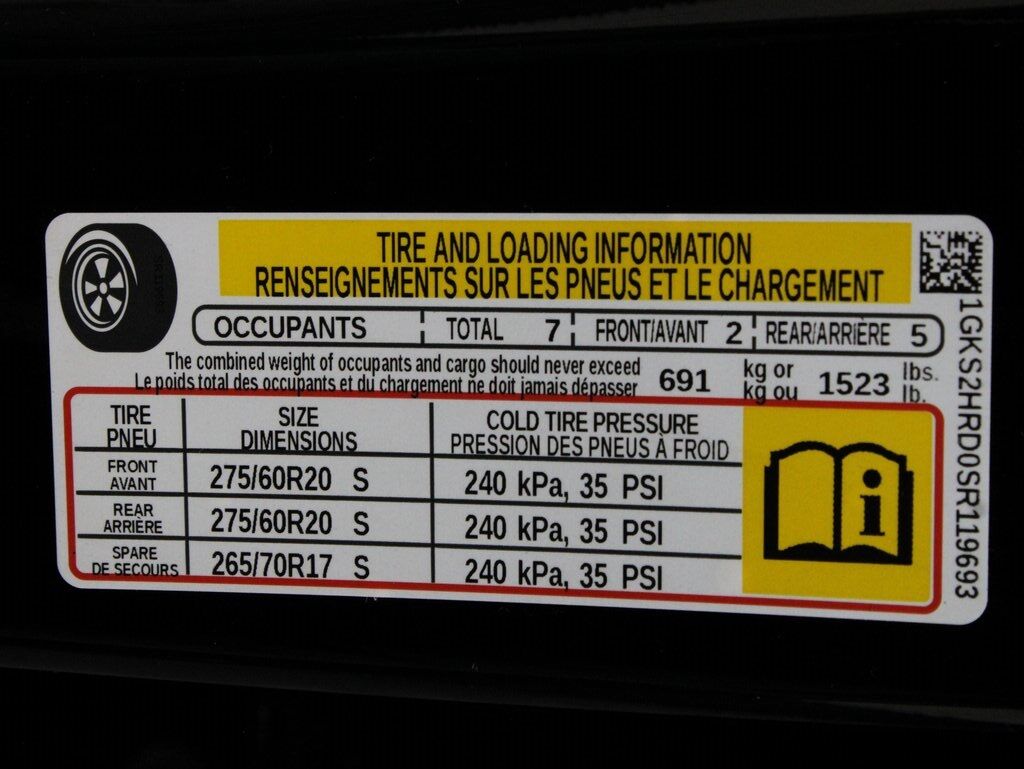 TIRE AND LOADING INFORMATION
RENSEIGNEMENTS SUR LES PNEUS ET LE CHARGEMENT
OCCUPANTS TOTAL 7 FRONT/AVANT 2 REAR/ARRIÈRE 5
The combined weight of occupants and cargo should never exceed
Le poids total des occupants et du chargement ne doit jamais dépasser
691 kg or 1523 lbs.
kg ou lb.
TIRE SIZE COLD TIRE PRESSURE
PNEU DIMENSIONS PRESSION DES PNEUS À FROID
FRONT
AVANT
275/60R20 S 240 kPa, 35 PSI
REAR
ARRIÈRE
275/60R20 S 240 kPa, 35 PSI
SPARE
DE SECOURS
265/70R17 S 240 kPa, 35 PSI
i
1GKS2HRD0SR119693